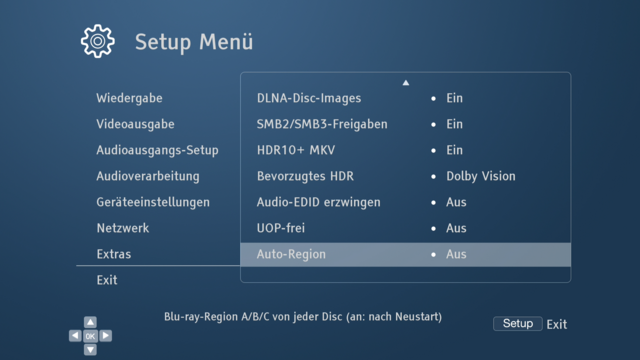 Setup Menü
Wiedergabe
Videoausgabe
Audioausgangs-Setup
Audioverarbeitung
Geräteeinstellungen
Netzwerk
Extras
Exit
DLNA-Disc-Images • Ein
SMB2/SMB3-Freigaben • Ein
HDR10+ MKV • Ein
Bevorzugtes HDR • Dolby Vision
Audio-EDID erzwingen • Aus
UOP-frei • Aus
Auto-Region • Aus
Blu-ray-Region A/B/C von jeder Disc (an: nach Neustart)
OK
Setup Exit